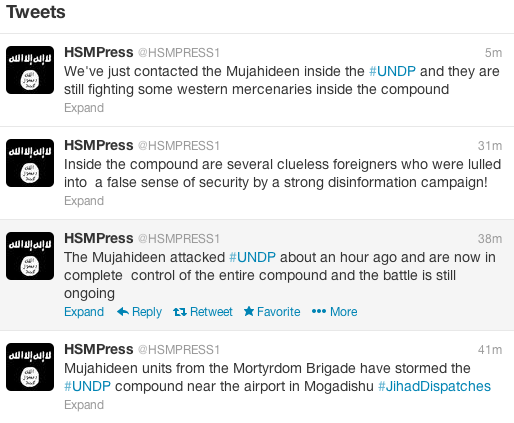 Tweets
HSMPress @HSMPRESS1 5m
We've just contacted the Mujahideen inside the #UNDP and they are
still fighting some western mercenaries inside the compound
Expand
HSMPress @HSMPRESS1 31m
Inside the compound are several clueless foreigners who were lulled
into a false sense of security by a strong disinformation campaign!
Expand
HSMPress @HSMPRESS1 38m
The Mujahideen attacked #UNDP about an hour ago and are now in
complete control of the entire compound and the battle is still
ongoing
Expand Reply Retweet Favorite More
HSMPress @HSMPRESS1 41m
Mujahideen units from the Mortyrdom Brigade have stormed the
#UNDP compound near the airport in Mogadishu #JihadDispatches
Expand